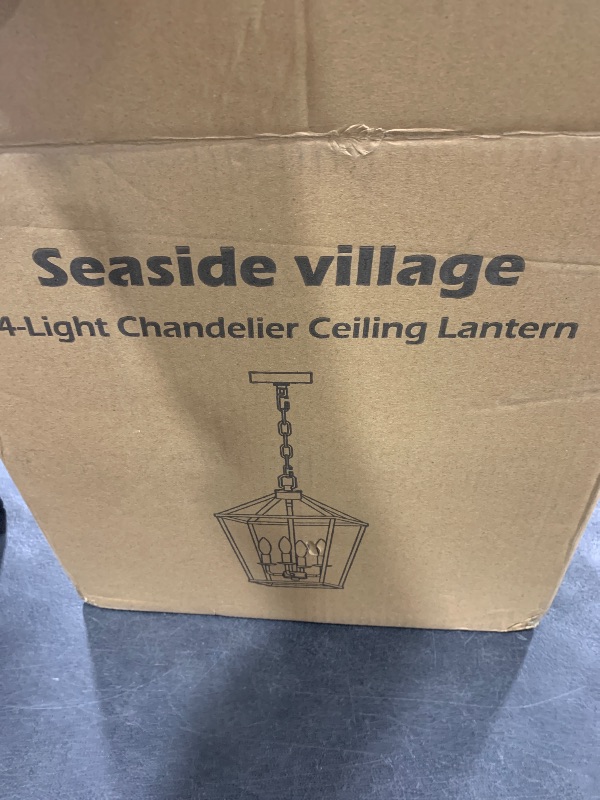 Seaside village
4-Light Chandelier Ceiling Lantern